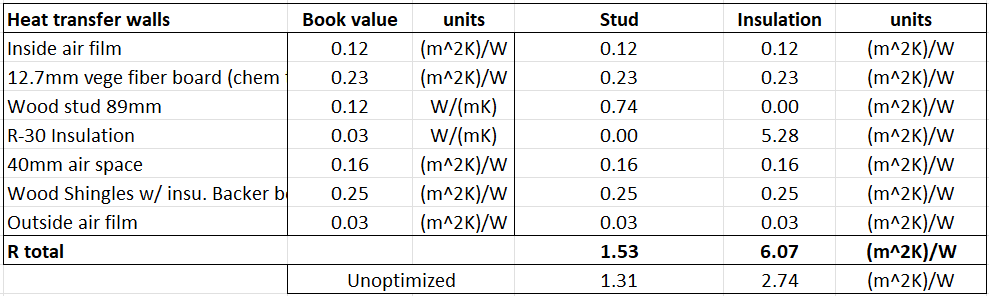 Heat transfer walls Book value units Stud Insulation units
Inside air film 0.12 (m^2K)/W 0.12 0.12 (m^2K)/W
12.7mm vege fiber board (chem 0.23 (m^2K)/W 0.23 0.23 (m^2K)/W
Wood stud 89mm 0.12 W/(mK) 0.74 0.00 (m^2K)/W
R-30 Insulation 0.03 W/(mK) 0.00 5.28 (m^2K)/W
40mm air space 0.16 (m^2K)/W 0.16 0.16 (m^2K)/W
Wood Shingles w/ insu. Backer 0.25 (m^2K)/W 0.25 0.25 (m^2K)/W
Outside air film 0.03 (m^2K)/W 0.03 0.03 (m^2K)/W
R total 1.53 6.07 (m^2K)/W
Unoptimized 1.31 2.74 (m^2K)/W